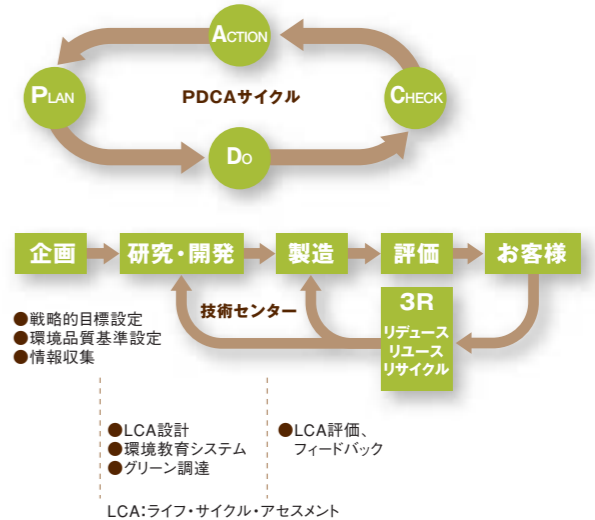 ACTION
PLAN
PDCAサイクル
CHECK
DO
企画
研究・開発
製造
評価
お客様
技術センター
3R
リデュース
リユース
リサイクル
●戦略的目標設定
●環境品質基準設定
●情報収集
●LCA設計
●環境教育システム
●グリーン調達
●LCA評価、
フィードバック
LCA：ライフ・サイクル・アセスメント